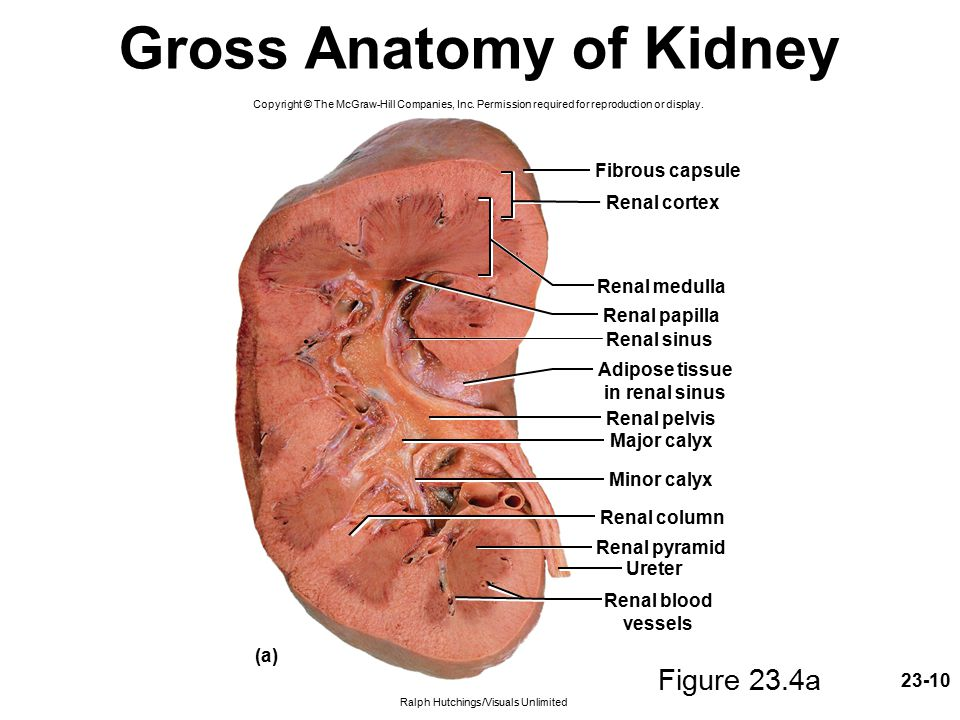 Gross Anatomy of Kidney
Copyright © The McGraw-Hill Companies, Inc. Permission required for reproduction or display.
Fibrous capsule
Renal cortex
Renal medulla
Renal papilla
Renal sinus
Adipose tissue
in renal sinus
Renal pelvis
Major calyx
Minor calyx
Renal column
Renal pyramid
Ureter
Renal blood
vessels
(a)
Figure 23.4a
23-10
Ralph Hutchings/Visuals Unlimited